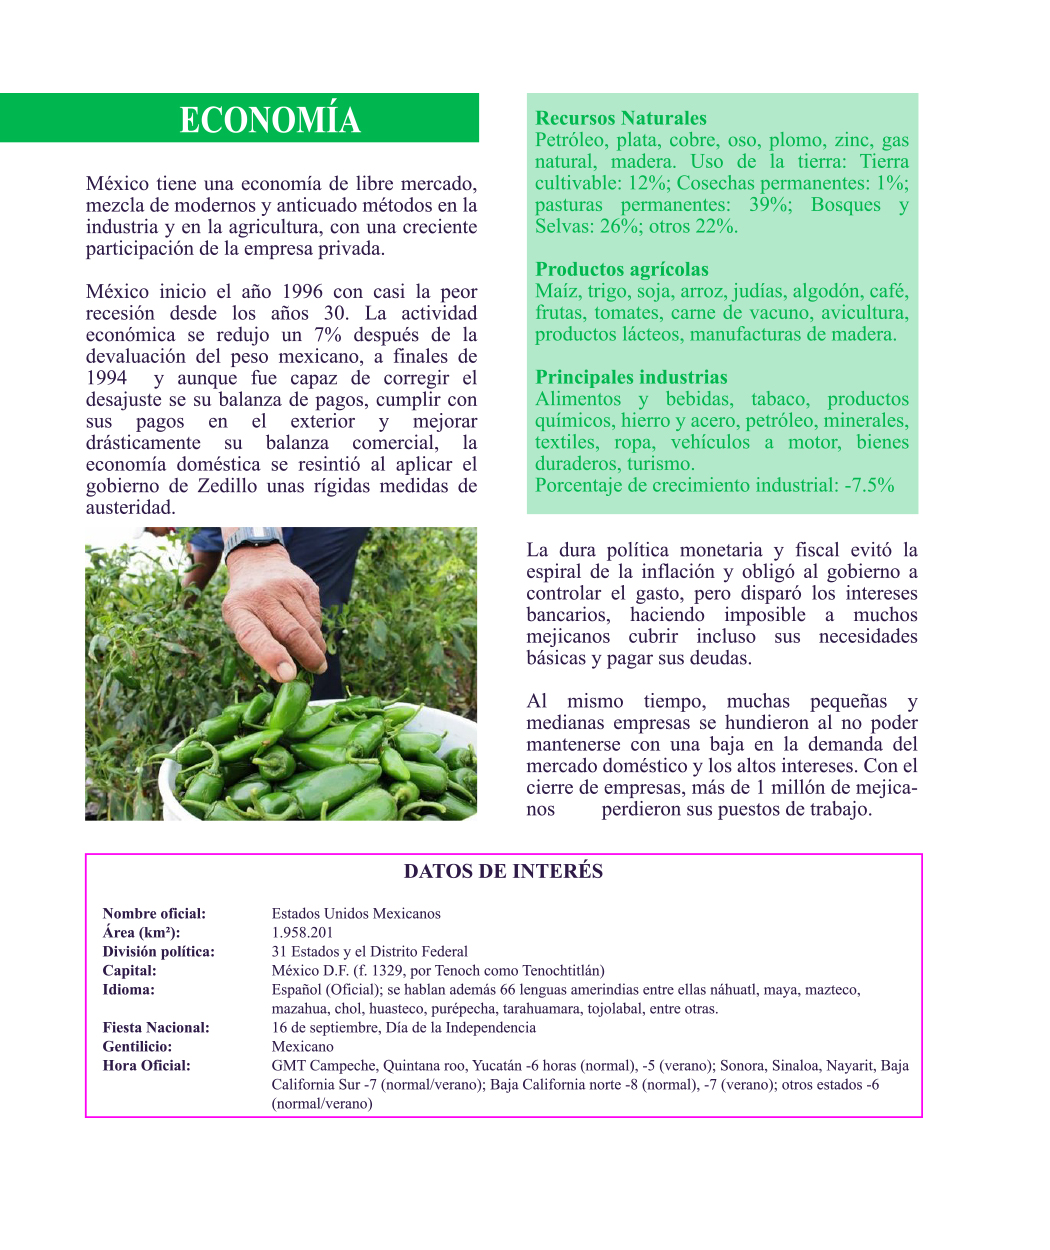 ECONOMÍA
México tiene una economía de libre mercado,
mezcla de modernos y anticuado métodos en la
industria y en la agricultura, con una creciente
participación de la empresa privada.
México inicio el año 1996 con casi la peor
recesión desde los años 30. La actividad
económica se redujo un 7% después de la
devaluación del peso mexicano, a finales de
1994 y aunque fue capaz de corregir el
desajuste se su balanza de pagos, cumplir con
sus pagos en el exterior y mejorar
drásticamente su balanza comercial, la
economía doméstica se resintió al aplicar el
gobierno de Zedillo unas rígidas medidas de
austeridad.
Recursos Naturales
Petróleo, plata, cobre, oso, plomo, zinc, gas
natural, madera. Uso de la tierra: Tierra
cultivable: 12%; Cosechas permanentes: 1%;
pasturas permanentes: 39%; Bosques y
Selvas: 26%; otros 22%.
Productos agrícolas
Maíz, trigo, soja, arroz, judías, algodón, café,
frutas, tomates, carne de vacuno, avicultura,
productos lácteos, manufacturas de madera.
Principales industrias
Alimentos y bebidas, tabaco, productos
químicos, hierro y acero, petróleo, minerales,
textiles, ropa, vehículos a motor, bienes
duraderos, turismo.
Porcentaje de crecimiento industrial: -7.5%
La dura política monetaria y fiscal evitó la
espiral de la inflación y obligó al gobierno a
controlar el gasto, pero disparó los intereses
bancarios, haciendo imposible a muchos
mejicanos cubrir incluso sus necesidades
básicas y pagar sus deudas.
Al mismo tiempo, muchas pequeñas y
medianas empresas se hundieron al no poder
mantenerse con una baja en la demanda del
mercado doméstico y los altos intereses. Con el
cierre de empresas, más de 1 millón de mejica-
nos perdieron sus puestos de trabajo.
DATOS DE INTERÉS
Nombre oficial: Estados Unidos Mexicanos
Área (km²): 1.958.201
División política: 31 Estados y el Distrito Federal
Capital: México D.F. (f. 1329, por Tenoch como Tenochtitlán)
Idioma: Español (Oficial); se hablan además 66 lenguas amerindias entre ellas náhuatl, maya, mazteco,
mazahua, chol, huasteco, purépecha, tarahuamara, tojolabal, entre otras.
Fiesta Nacional: 16 de septiembre, Día de la Independencia
Gentilicio: Mexicano
Hora Oficial: GMT Campeche, Quintana roo, Yucatán -6 horas (normal), -5 (verano); Sonora, Sinaloa, Nayarit, Baja
California Sur -7 (normal/verano); Baja California norte -8 (normal), -7 (verano); otros estados -6
(normal/verano)